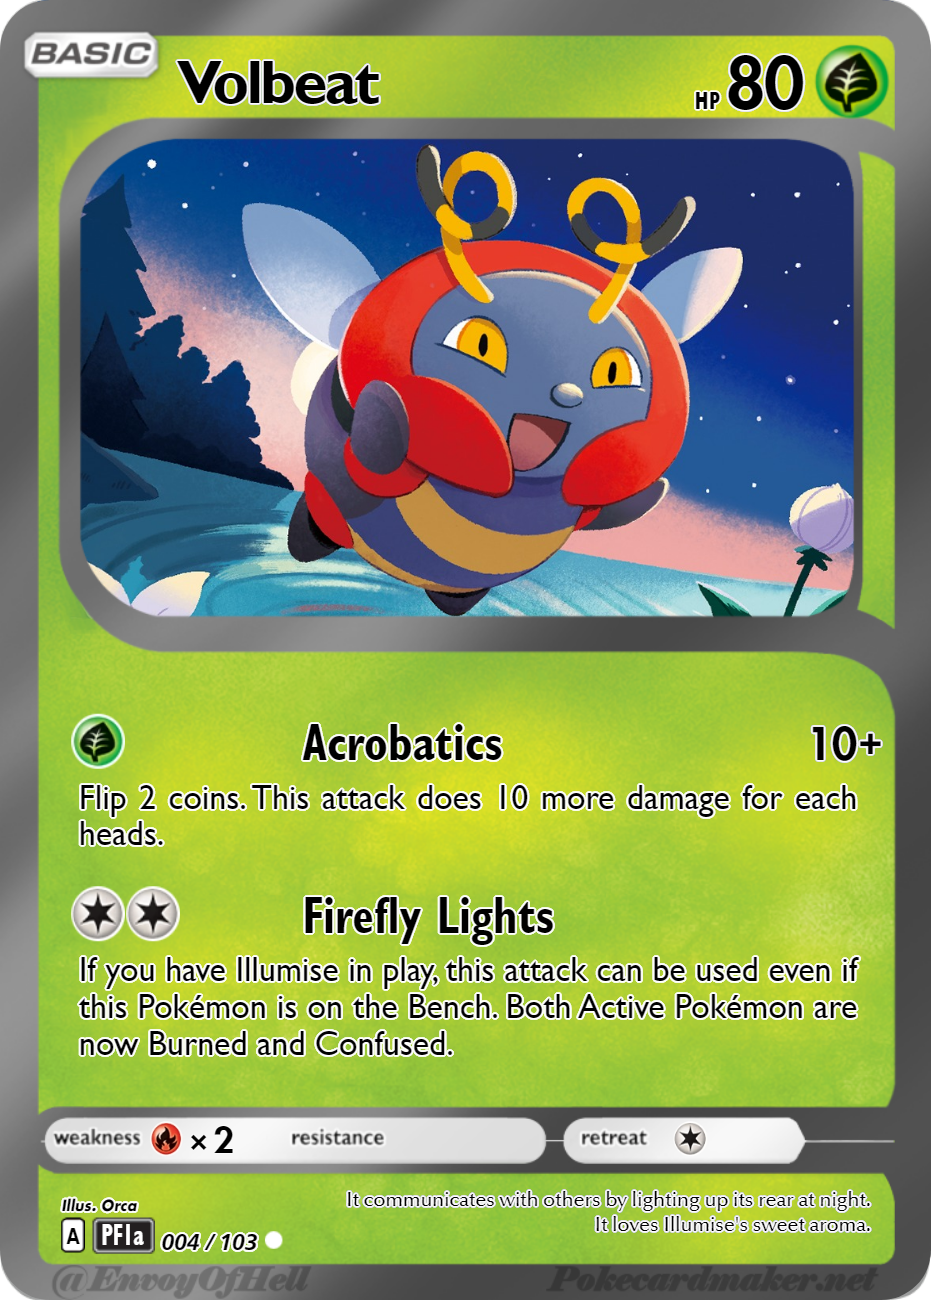 BASIC
Volbeat
HP 80
Acrobatics 10+
Flip 2 coins. This attack does 10 more damage for each
heads.
Firefly Lights
If you have Illumise in play, this attack can be used even if
this Pokémon is on the Bench. Both Active Pokémon are
now Burned and Confused.
weakness × 2 resistance retreat
Illus. Orca
It communicates with others by lighting up its rear at night.
It loves Illumise's sweet aroma.
A PF1a 004 / 103
@EnvoyOfHell Pokecardmaker.net